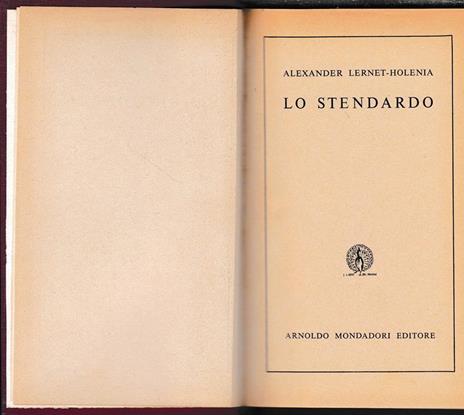 ALEXANDER LERNET-HOLENIA
LO STENDARDO
ARNOLDO MONDADORI EDITORE